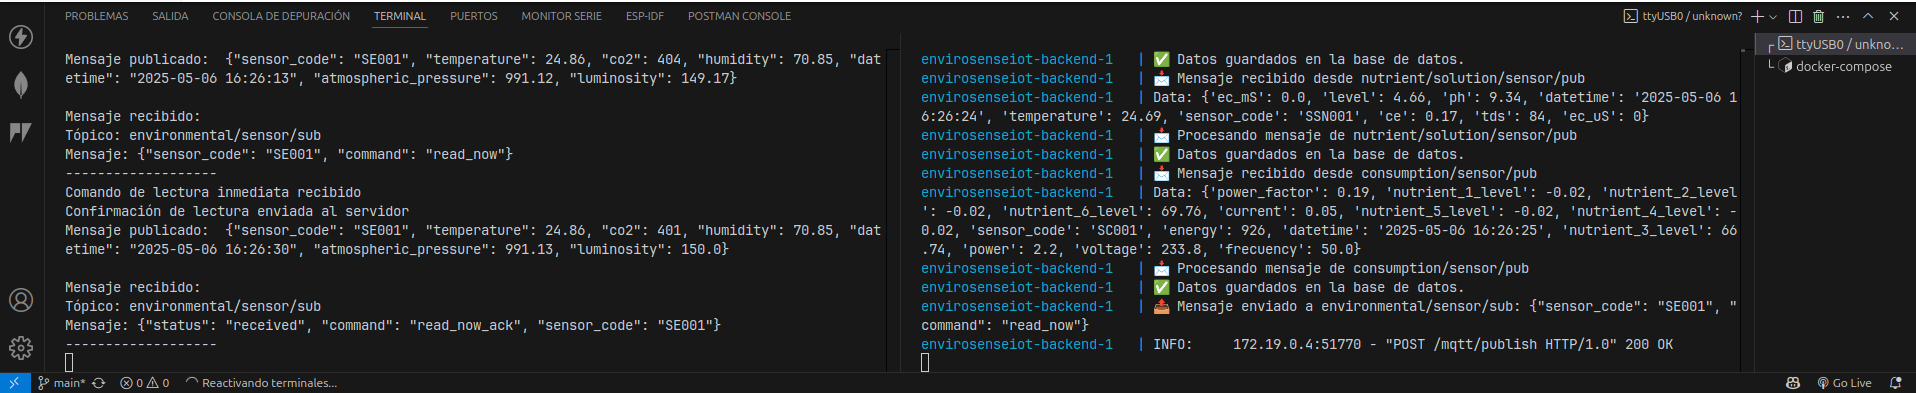 PROBLEMAS SALIDA CONSOLA DE DEPURACIÓN TERMINAL PUERTOS MONITOR SERIE ESP-IDF POSTMAN CONSOLE
ttyUSB0 / unknown?
Mensaje publicado:  {"sensor_code": "SE001", "temperature": 24.86, "co2": 404, "humidity": 70.85, "dat
etime": "2025-05-06 16:26:13", "atmospheric_pressure": 991.12, "luminosity": 149.17}
Mensaje recibido:
Tópico: environmental/sensor/sub
Mensaje: {"sensor_code": "SE001", "command": "read_now"}
-------------------
Comando de lectura inmediata recibido
Confirmación de lectura enviada al servidor
Mensaje publicado:  {"sensor_code": "SE001", "temperature": 24.86, "co2": 401, "humidity": 70.85, "dat
etime": "2025-05-06 16:26:30", "atmospheric_pressure": 991.13, "luminosity": 150.0}
Mensaje recibido:
Tópico: environmental/sensor/sub
Mensaje: {"status": "received", "command": "read_now_ack", "sensor_code": "SE001"}
-------------------
envirosenseiot-backend-1   | ✅ Datos guardados en la base de datos.
envirosenseiot-backend-1   | 📩 Mensaje recibido desde nutrient/solution/sensor/pub
envirosenseiot-backend-1   | Data: {'ec_mS': 0.0, 'level': 4.66, 'ph': 9.34, 'datetime': '2025-05-06 1
6:26:24', 'temperature': 24.69, 'sensor_code': 'SSN001', 'ce': 0.17, 'tds': 84, 'ec_uS': 0}
envirosenseiot-backend-1   | 📩 Procesando mensaje de nutrient/solution/sensor/pub
envirosenseiot-backend-1   | ✅ Datos guardados en la base de datos.
envirosenseiot-backend-1   | 📩 Mensaje recibido desde consumption/sensor/pub
envirosenseiot-backend-1   | Data: {'power_factor': 0.19, 'nutrient_1_level': -0.02, 'nutrient_2_level
': -0.02, 'nutrient_6_level': 69.76, 'current': 0.05, 'nutrient_5_level': -0.02, 'nutrient_4_level': -
0.02, 'sensor_code': 'SC001', 'energy': 926, 'datetime': '2025-05-06 16:26:25', 'nutrient_3_level': 66
.74, 'power': 2.2, 'voltage': 233.8, 'frecuency': 50.0}
envirosenseiot-backend-1   | 📩 Procesando mensaje de consumption/sensor/pub
envirosenseiot-backend-1   | ✅ Datos guardados en la base de datos.
envirosenseiot-backend-1   | 📤 Mensaje enviado a environmental/sensor/sub: {"sensor_code": "SE001", "
command": "read_now"}
envirosenseiot-backend-1   | INFO:     172.19.0.4:51770 - "POST /mqtt/publish HTTP/1.0" 200 OK
ttyUSB0 / unkno...
docker-compose
main* 0 0 Reactivando terminales... Go Live